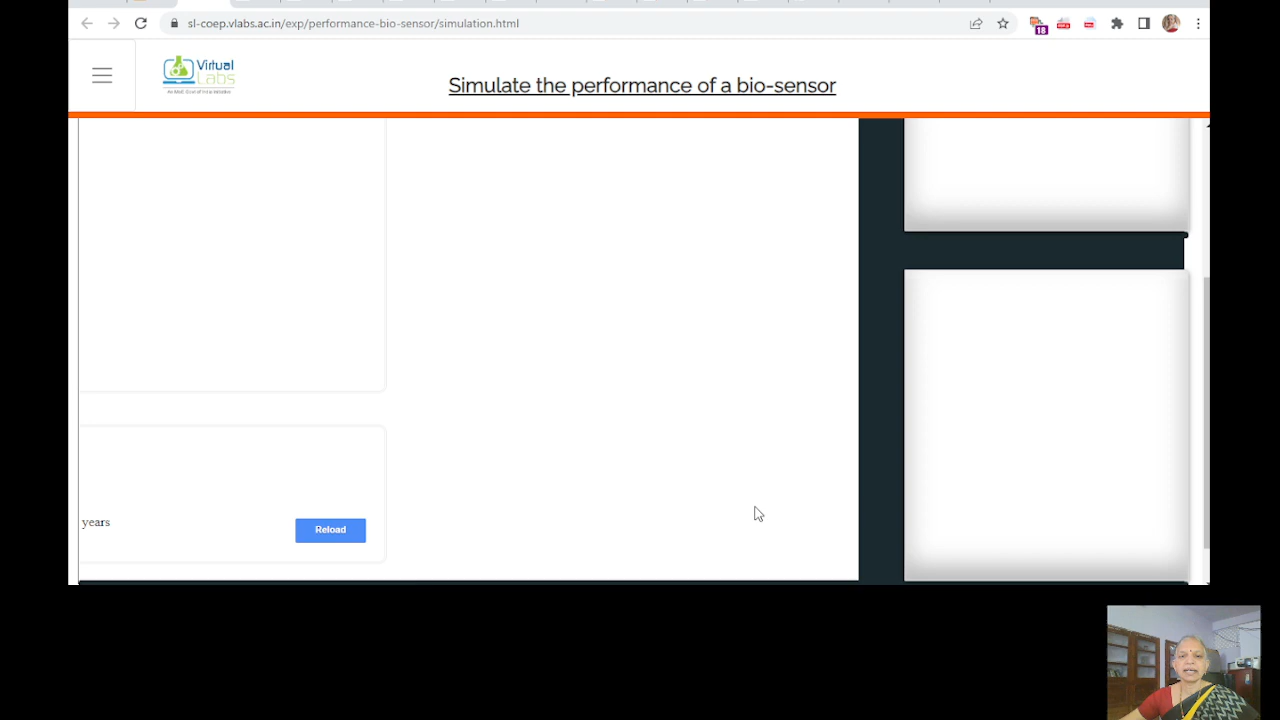 sl-coep.vlabs.ac.in/exp/performance-bio-sensor/simulation.html
18
Virtual
Labs
Simulate the performance of a bio-sensor
years
Reload